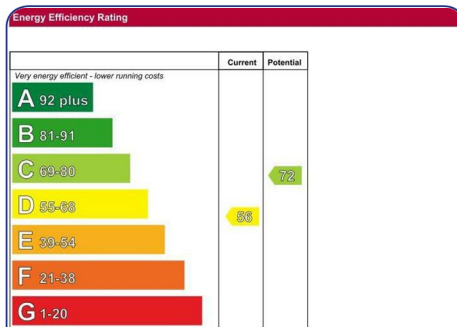 Energy Efficiency Rating
Current Potential
Very energy efficient - lower running costs
A 92 plus
B 81-91
C 69-80
72
D 55-68
56
E 39-54
F 21-38
G 1-20